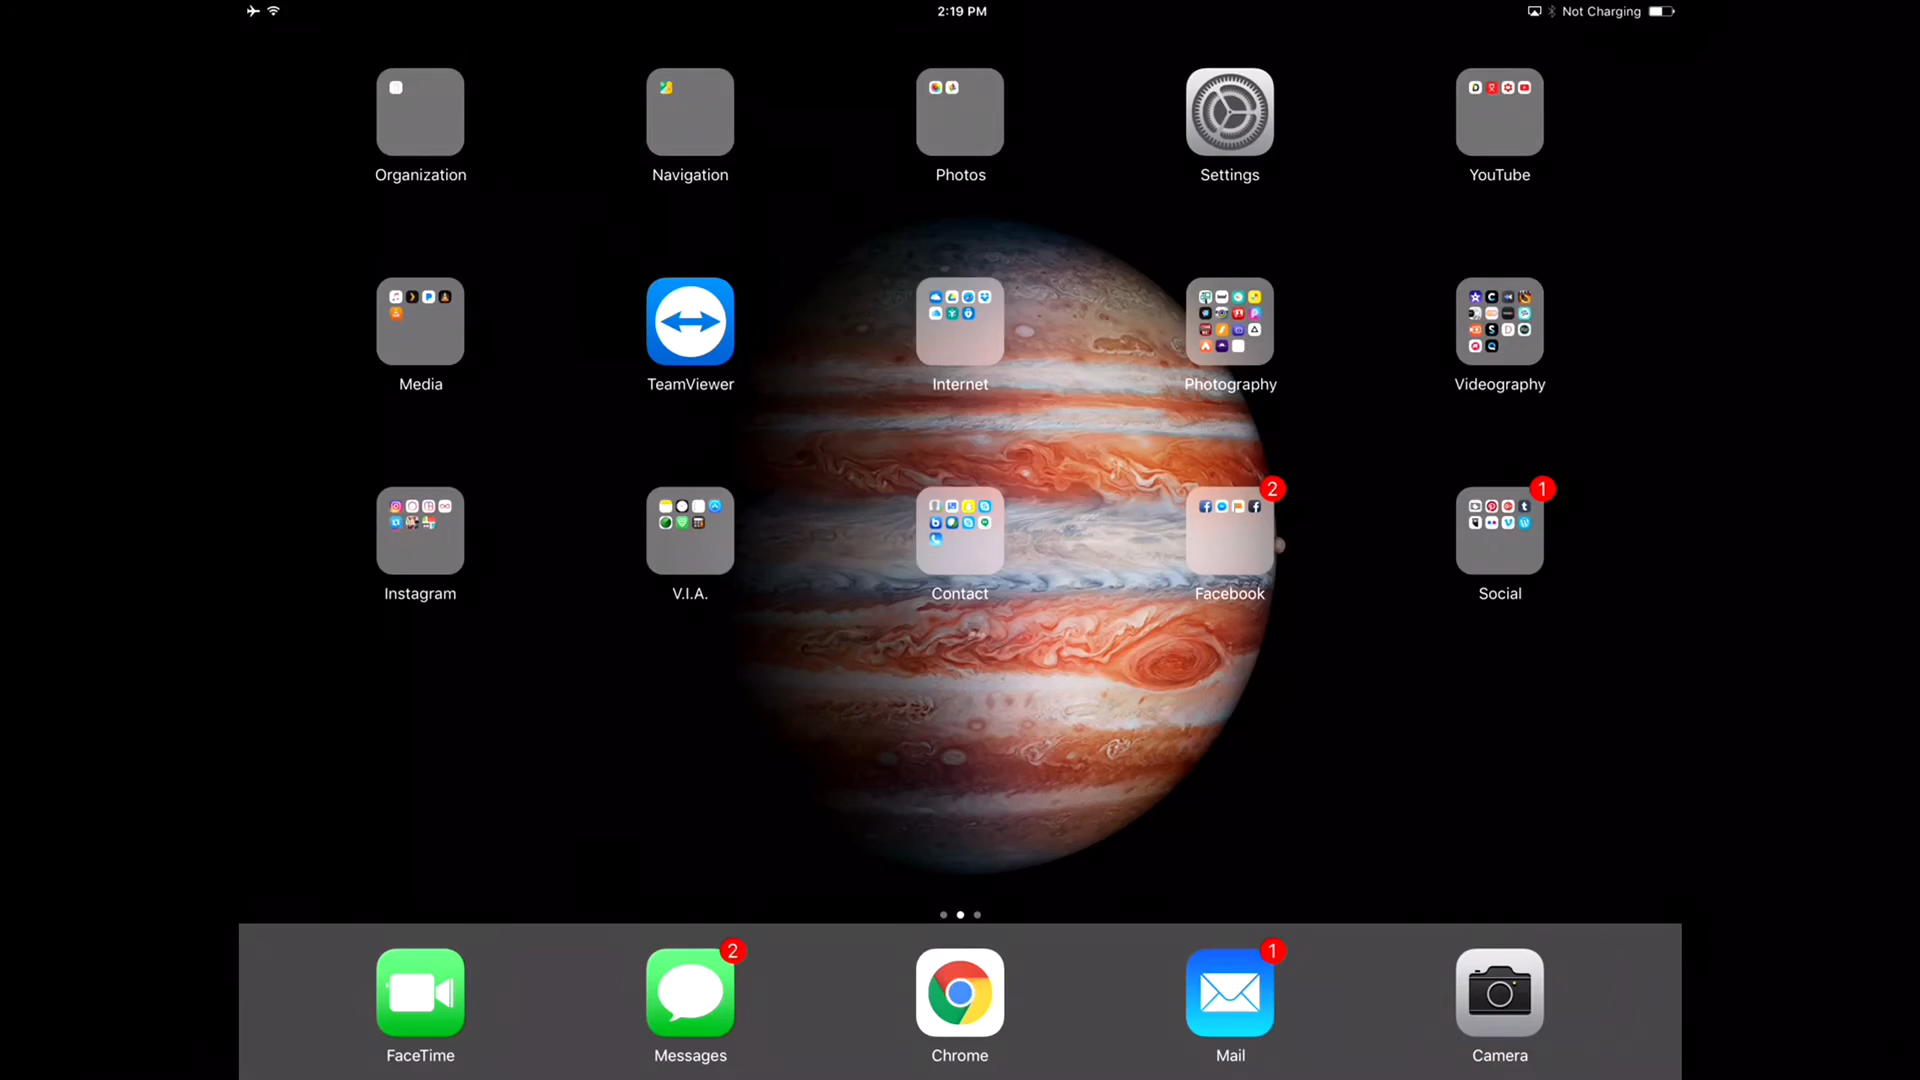 2:19 PM
Not Charging
Organization
Navigation
Photos
Settings
YouTube
Media
TeamViewer
Internet
Photography
Videography
2
1
Instagram
V.I.A.
Contact
Facebook
Social
2
1
FaceTime
Messages
Chrome
Mail
Camera